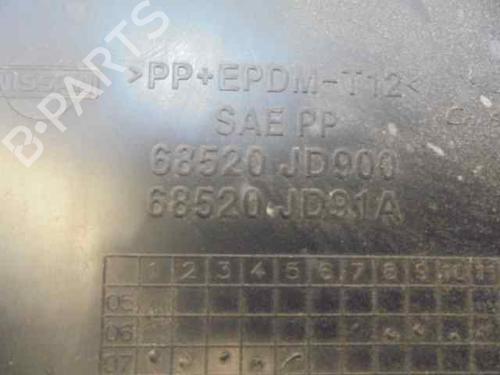 B-PARTS
NISSAN
>PP+EPDM-T12<
SAE PP
68520 JD900
68520 JD91A
1 2 3 4 5 6 7 8 9 10 11
05
06
07